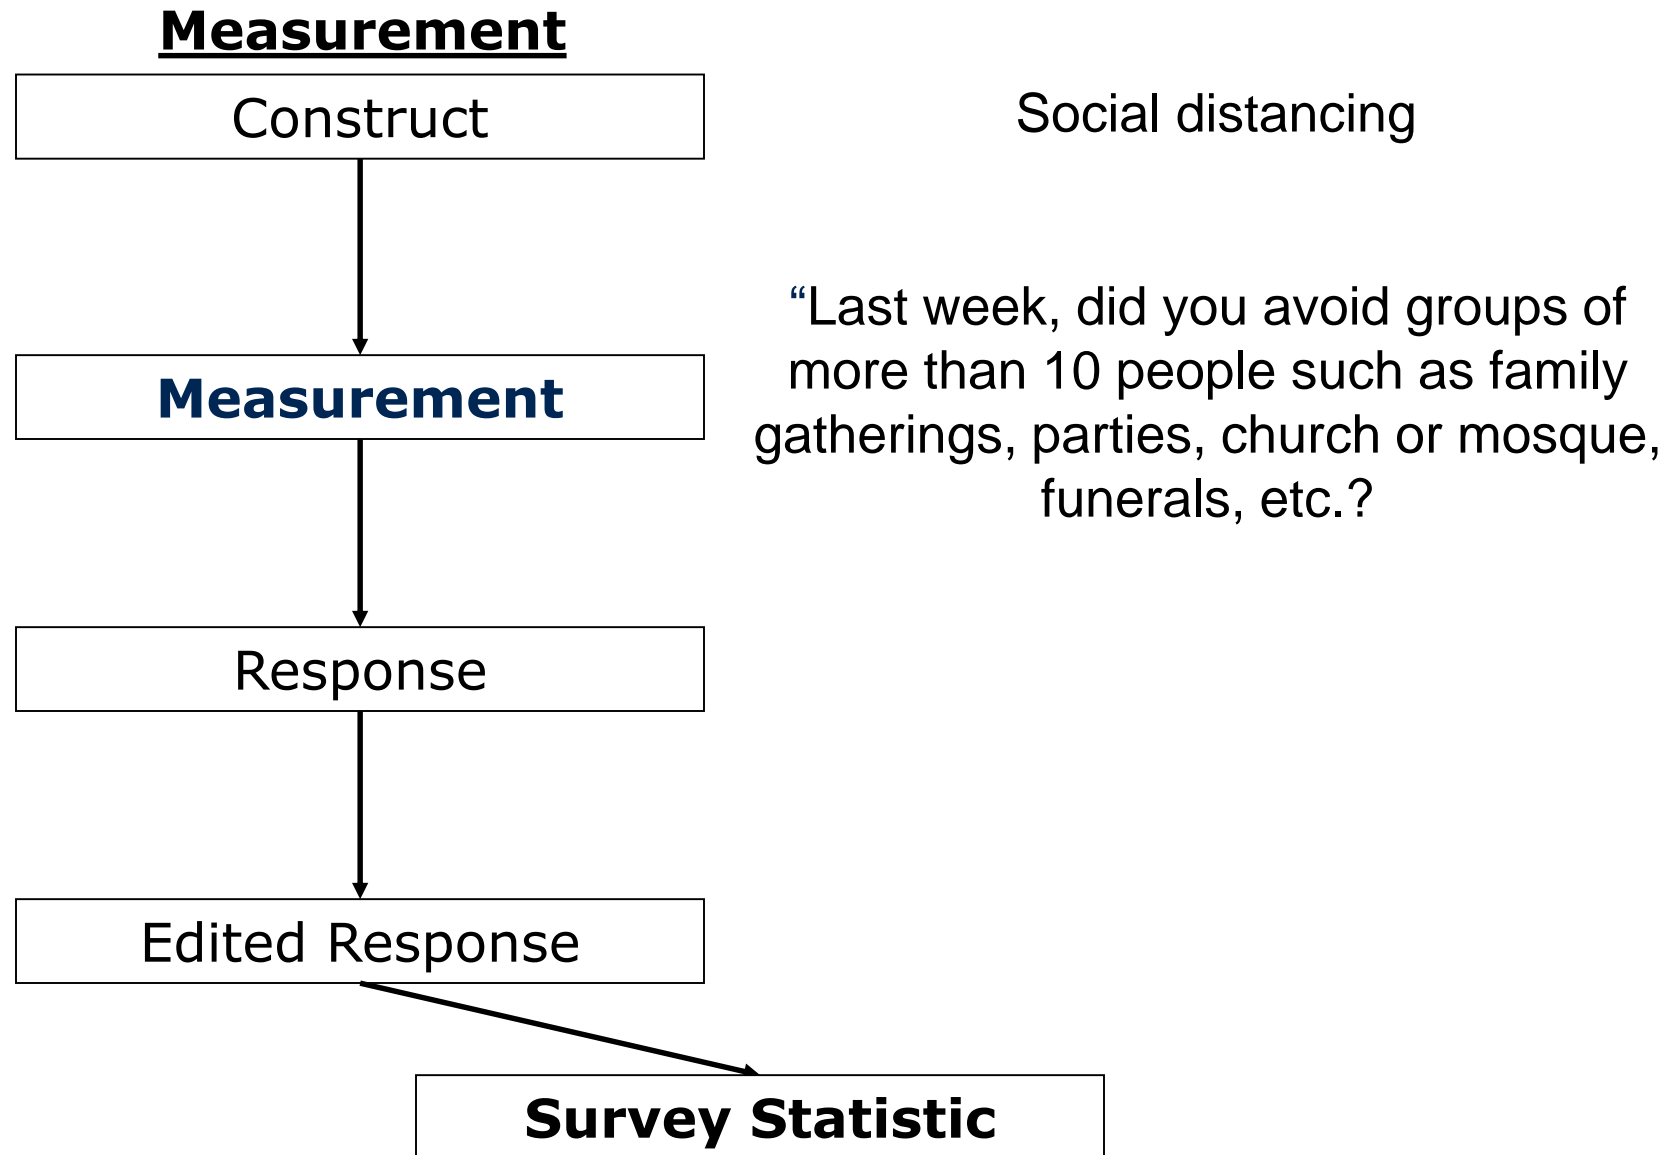 Measurement
Construct
Social distancing
Measurement
“Last week, did you avoid groups of
more than 10 people such as family
gatherings, parties, church or mosque,
funerals, etc.?
Response
Edited Response
Survey Statistic